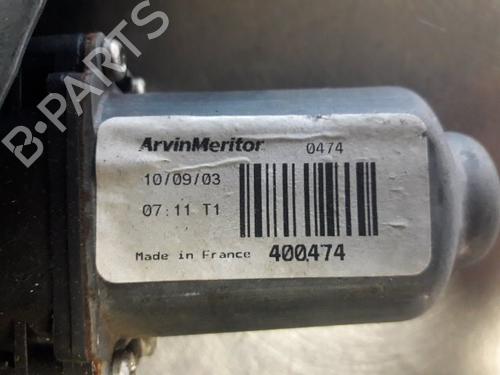 B-PARTS
ArvinMeritor 0474
10/09/03
07:11 T1
Made in France 400474